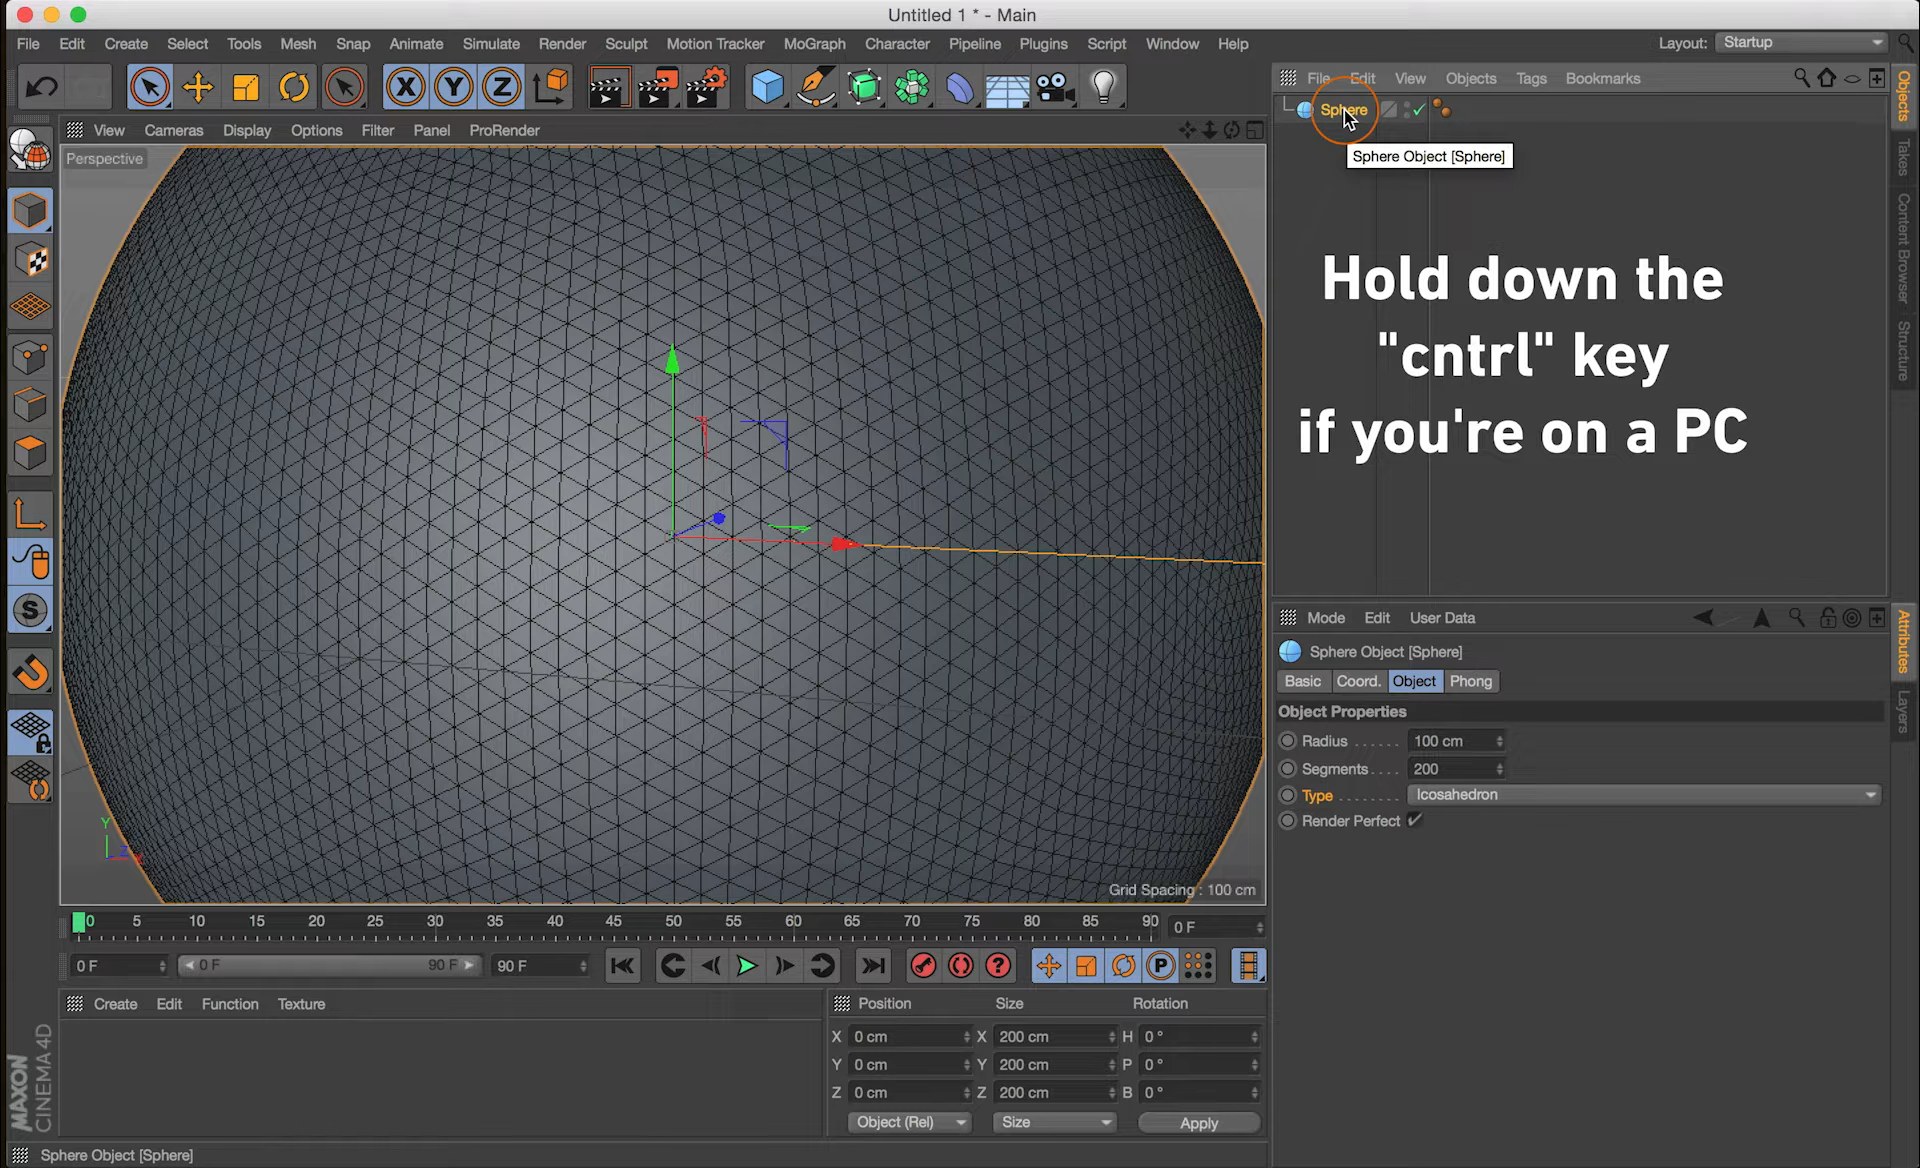 Untitled 1 * - Main
File Edit Create Select Tools Mesh Snap Animate Simulate Render Sculpt Motion Tracker MoGraph Character Pipeline Plugins Script Window Help
Layout: Startup
X Y Z
File Edit View Objects Tags Bookmarks
View Cameras Display Options Filter Panel ProRender
Perspective
Sphere
Sphere Object [Sphere]
Hold down the
"cntrl" key
if you're on a PC
Objects
Takes
Content Browser
Structure
S
Mode Edit User Data
Sphere Object [Sphere]
Basic Coord. Object Phong
Object Properties
Radius . . . . . . 100 cm
Segments . . . . 200
Type . . . . . . . . Icosahedron
Render Perfect
Attributes
Layers
Y
Z
X
Grid Spacing : 100 cm
0 5 10 15 20 25 30 35 40 45 50 55 60 65 70 75 80 85 90
0 F
0 F 0 F 90 F 90 F
? P
Create Edit Function Texture
Position Size Rotation
X 0 cm X 200 cm H 0 °
Y 0 cm Y 200 cm P 0 °
Z 0 cm Z 200 cm B 0 °
Object (Rel) Size Apply
MAXON
CINEMA 4D
Sphere Object [Sphere]